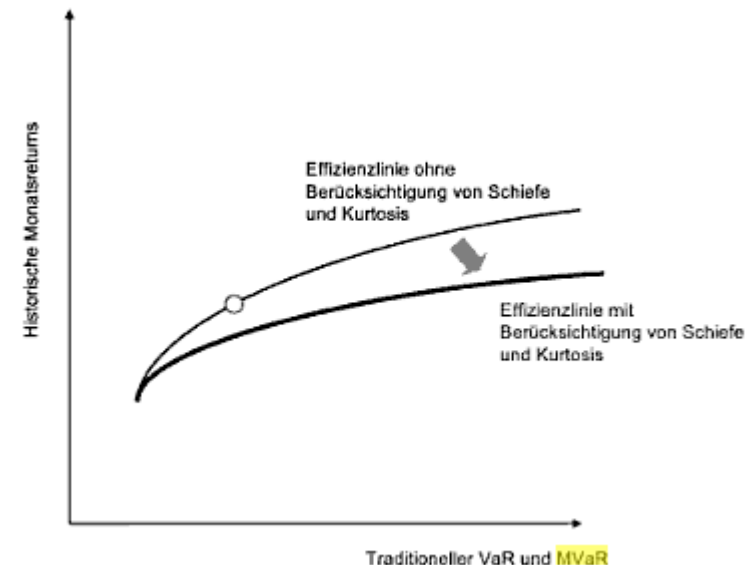 Historische Monatsreturns
Effizienzlinie ohne
Berücksichtigung von Schiefe
und Kurtosis
Effizienzlinie mit
Berücksichtigung von Schiefe
und Kurtosis
Traditioneller VaR und MVaR